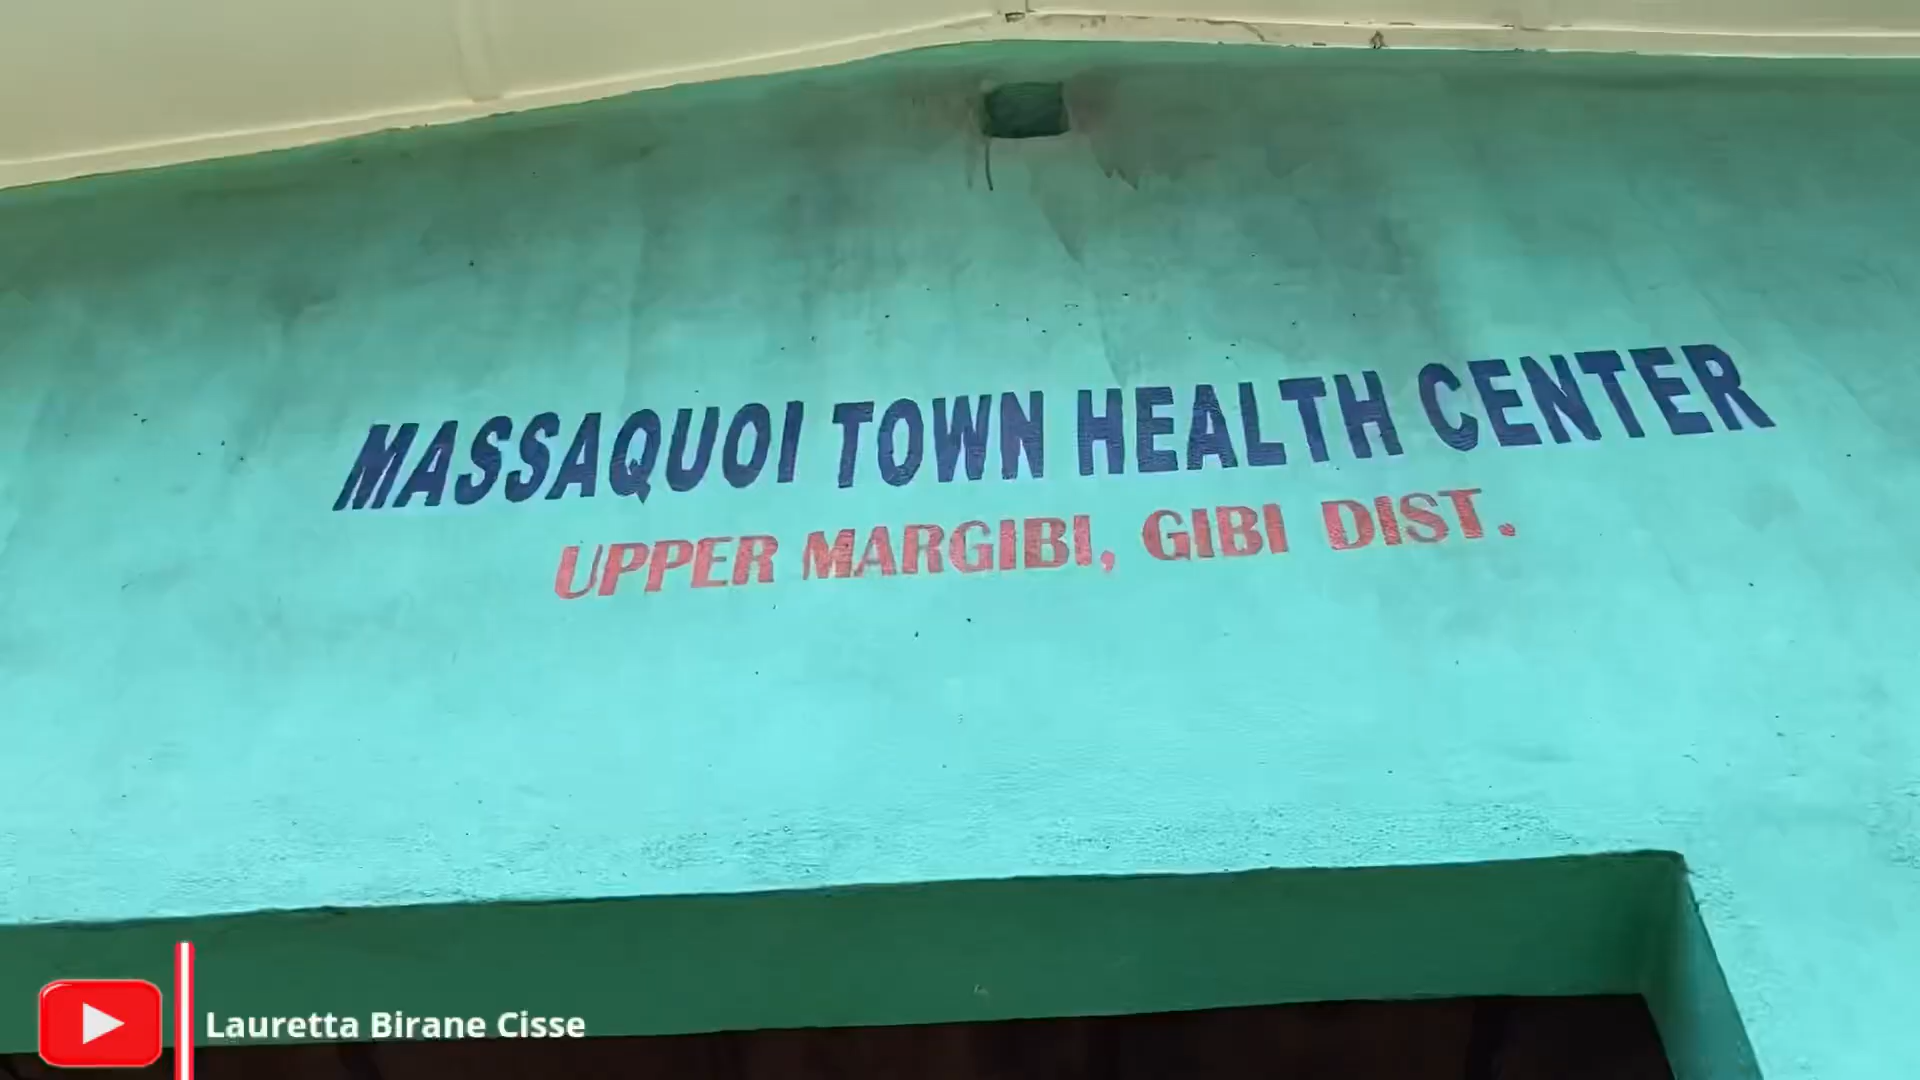 MASSAQUOI TOWN HEALTH CENTER
UPPER MARGIBI, GIBI DIST.
Lauretta Birane Cisse